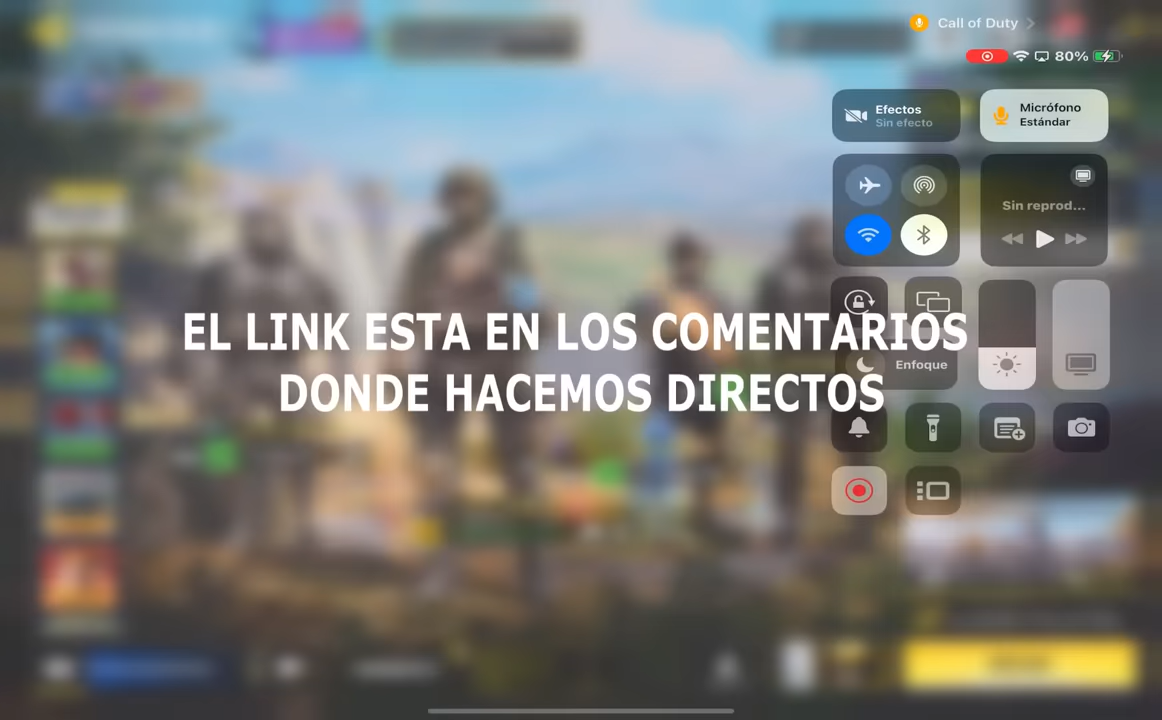 Call of Duty
80%
Efectos
Sin efecto
Micrófono
Estándar
Sin reprod...
EL LINK ESTA EN LOS COMENTARIOS
DONDE HACEMOS DIRECTOS
Enfoque